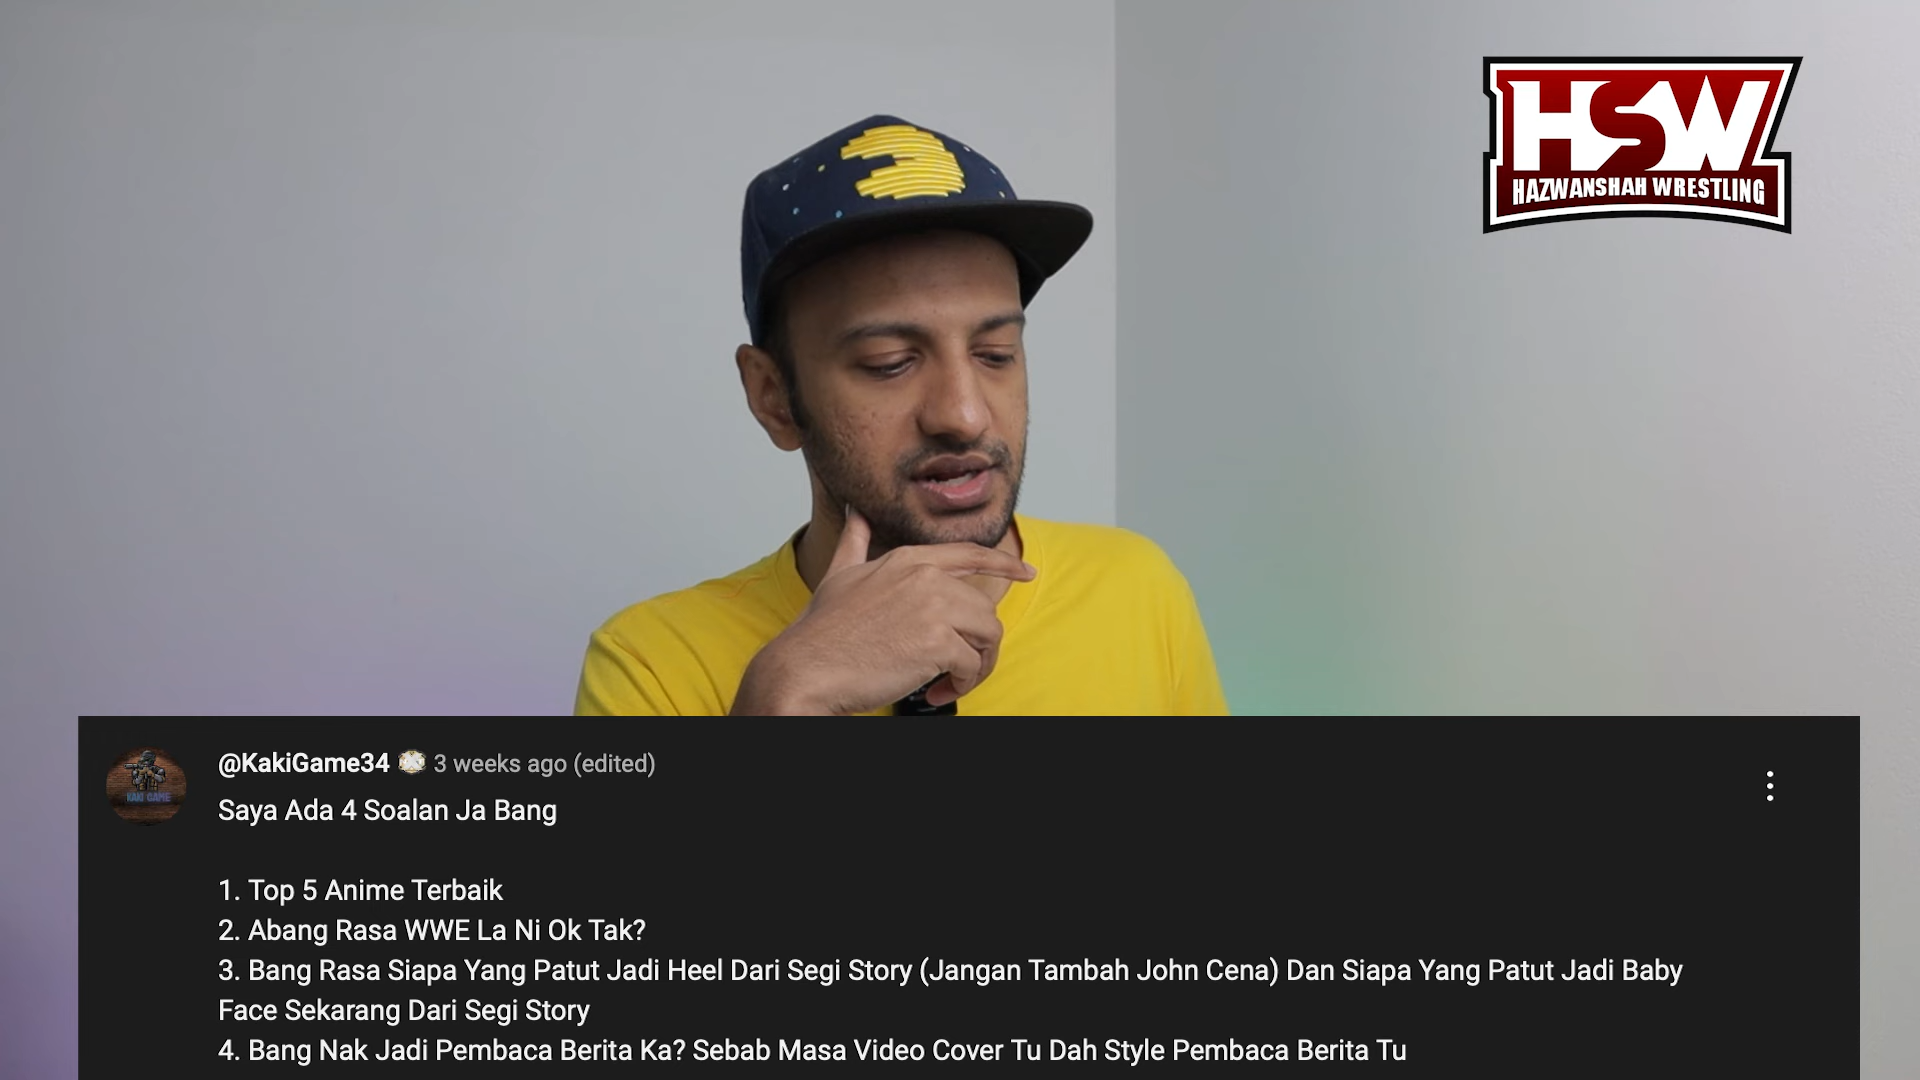 HSW
HAZWANSHAH WRESTLING
@KakiGame34 3 weeks ago (edited)
Saya Ada 4 Soalan Ja Bang
1. Top 5 Anime Terbaik
2. Abang Rasa WWE La Ni Ok Tak?
3. Bang Rasa Siapa Yang Patut Jadi Heel Dari Segi Story (Jangan Tambah John Cena) Dan Siapa Yang Patut Jadi Baby
Face Sekarang Dari Segi Story
4. Bang Nak Jadi Pembaca Berita Ka? Sebab Masa Video Cover Tu Dah Style Pembaca Berita Tu
KAKI GAME